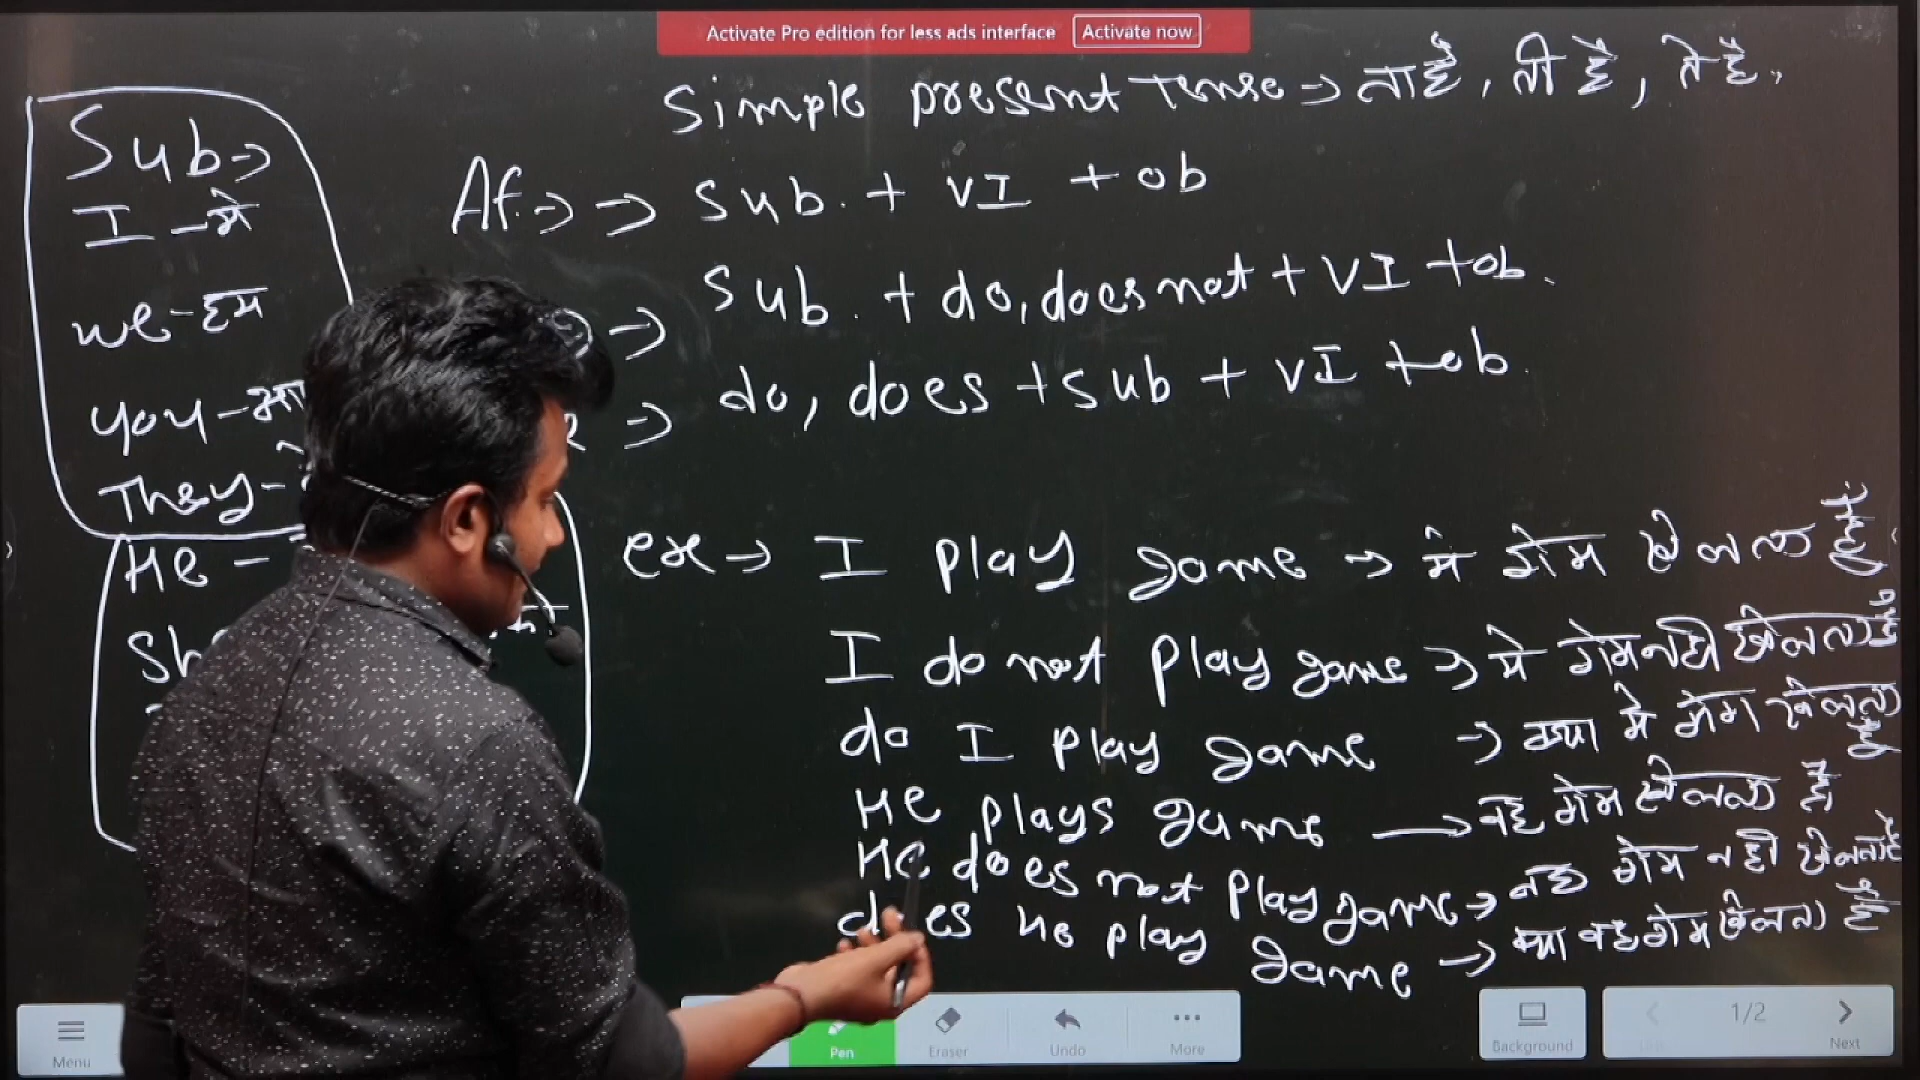 Activate Pro edition for less ads interface Activate now
Simple present Tense → ता है, ती है, ते है,
Sub →
I - मे
we - हम
you - आ
They -
He -
Sh
Af. → → Sub. + VI + ob
→ Sub. + do, does not + VI + ob.
→ do, does + Sub + VI + ob.
ex → I play game → मे गेम खेलता हूँ
I do not play game → मे गेम नही खेलता हूँ
do I play game → क्या मे गेम खेलता हूँ
He plays game → वह गेम खेलता है
He does not play game → वह गेम नही खेलता है
does he play game → क्या वह गेम खेलता है
Menu
Pen
Eraser
Undo
More
Background
1/2
Next